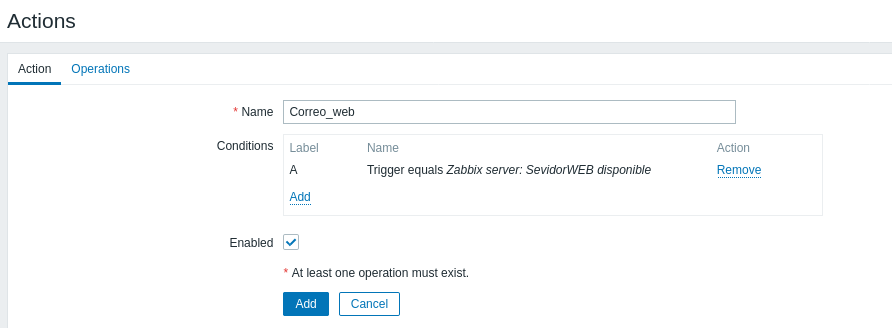 Actions
Action Operations
* Name Correo_web
Conditions Label Name Action
A Trigger equals Zabbix server: SevidorWEB disponible Remove
Add
Enabled
* At least one operation must exist.
Add Cancel